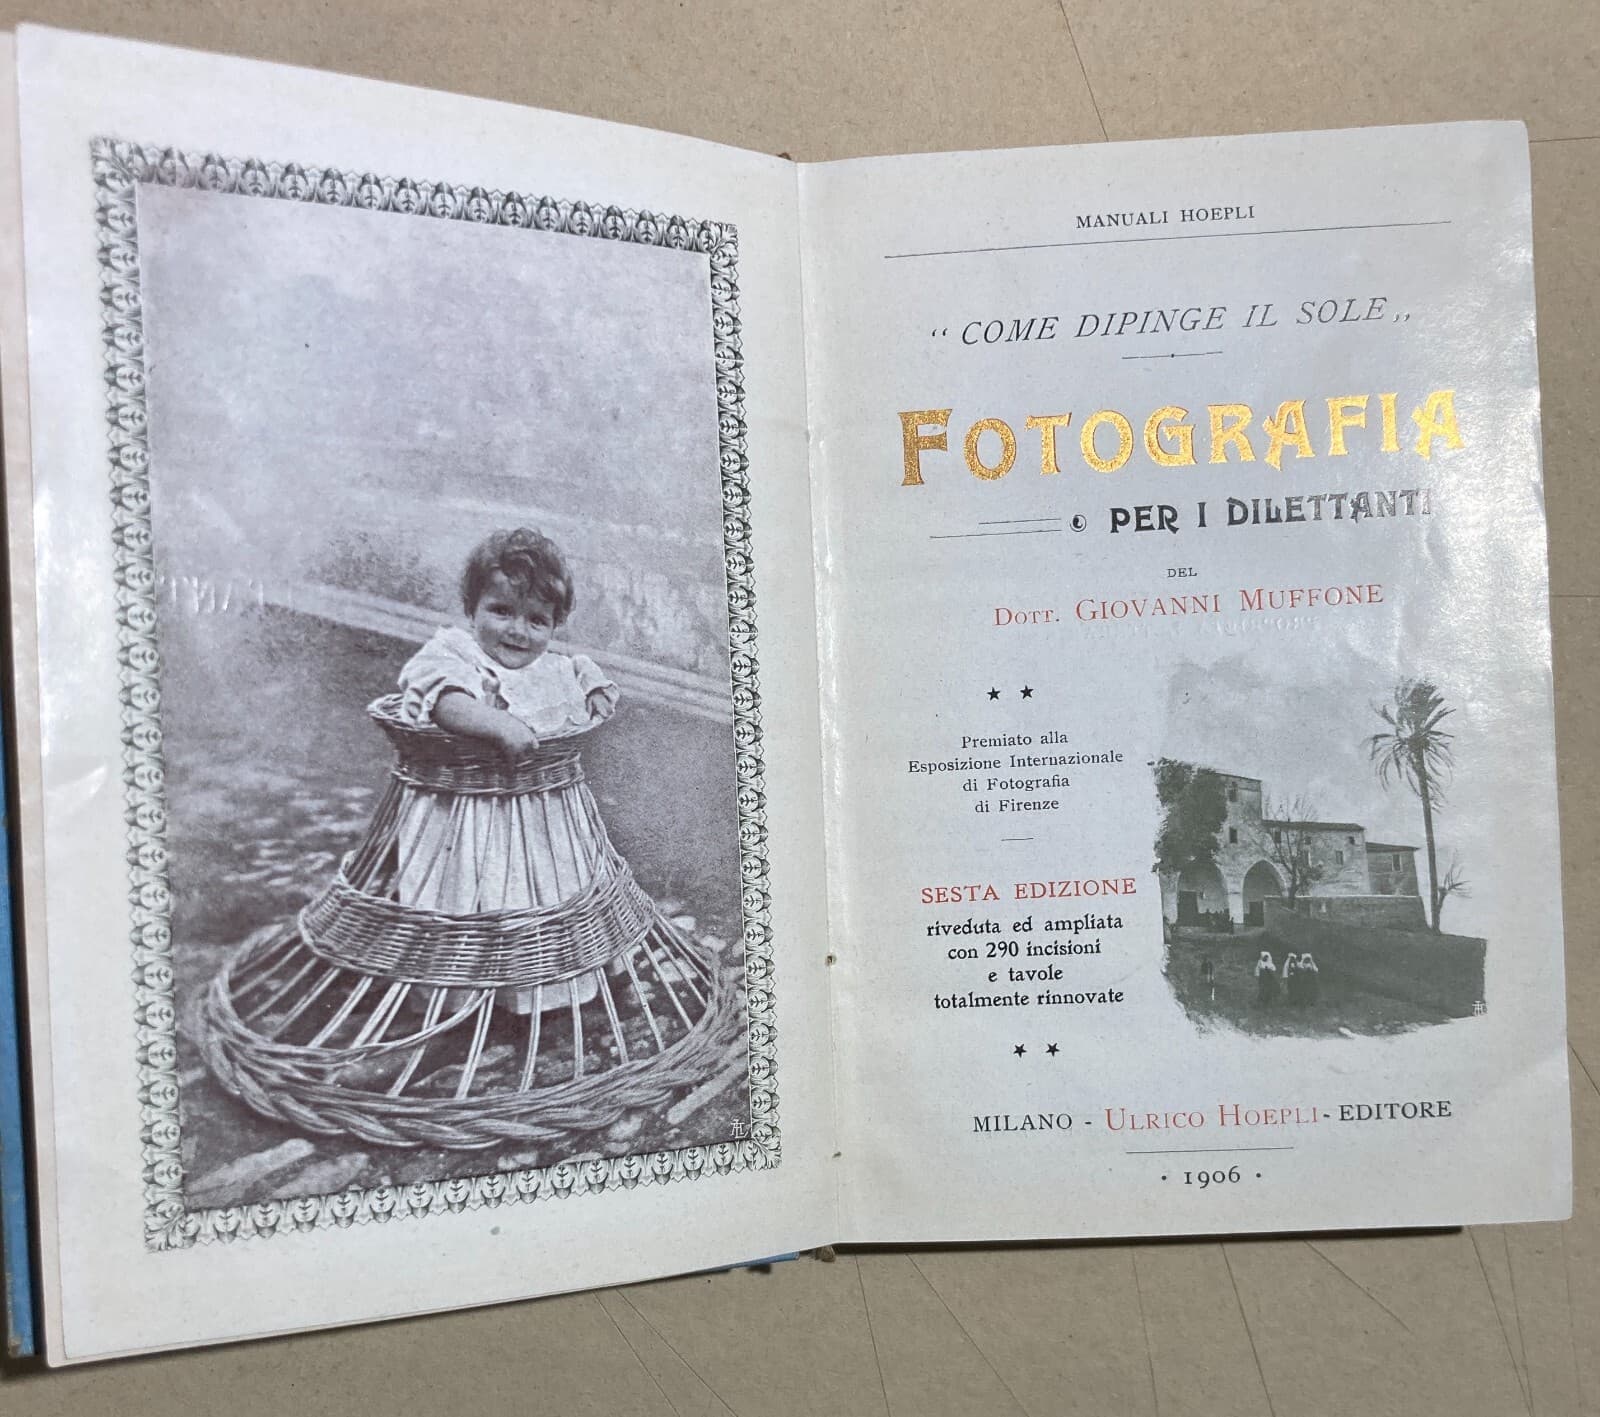 MANUALI HOEPLI
“ COME DIPINGE IL SOLE „
FOTOGRAFIA
PER I DILETTANTI
DEL
DOTT. GIOVANNI MUFFONE
★ ★
Premiato alla
Esposizione Internazionale
di Fotografia
di Firenze
SESTA EDIZIONE
riveduta ed ampliata
con 290 incisioni
e tavole
totalmente rinnovate
★ ★
MILANO - ULRICO HOEPLI - EDITORE
· 1906 ·